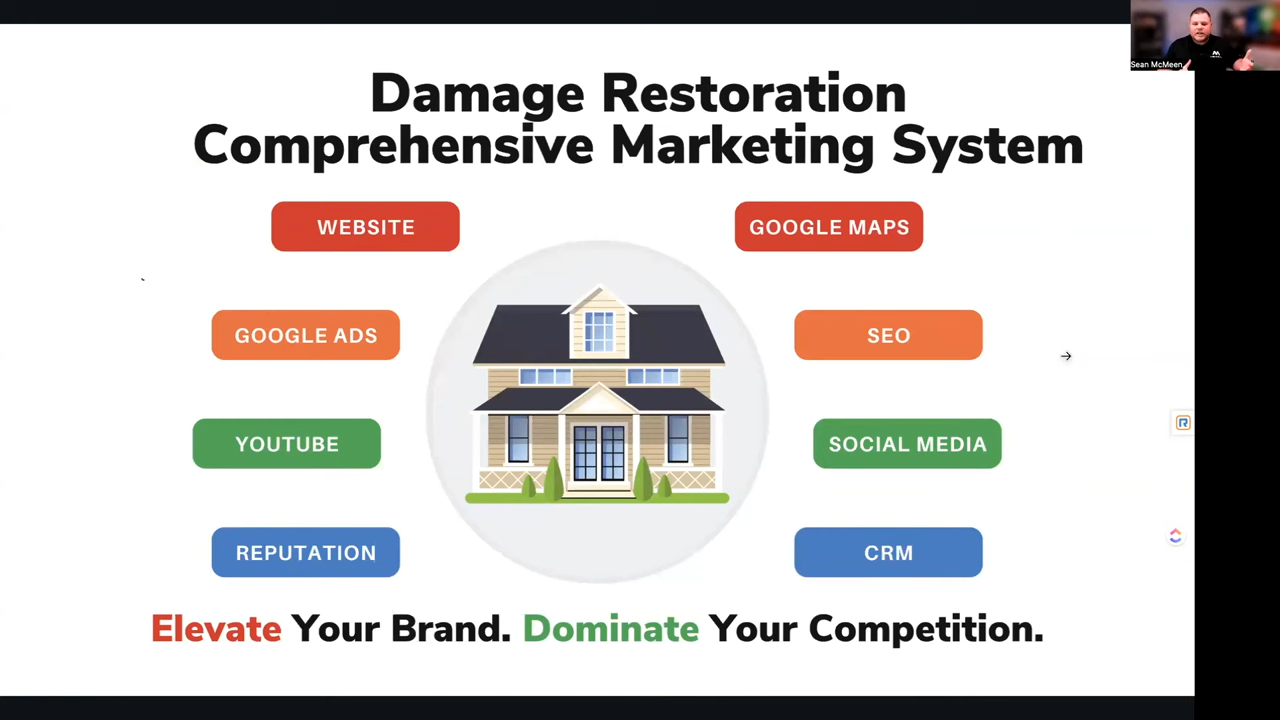 Sean McMeen
Damage Restoration
Comprehensive Marketing System
WEBSITE
GOOGLE MAPS
GOOGLE ADS
SEO
YOUTUBE
SOCIAL MEDIA
REPUTATION
CRM
Elevate Your Brand. Dominate Your Competition.